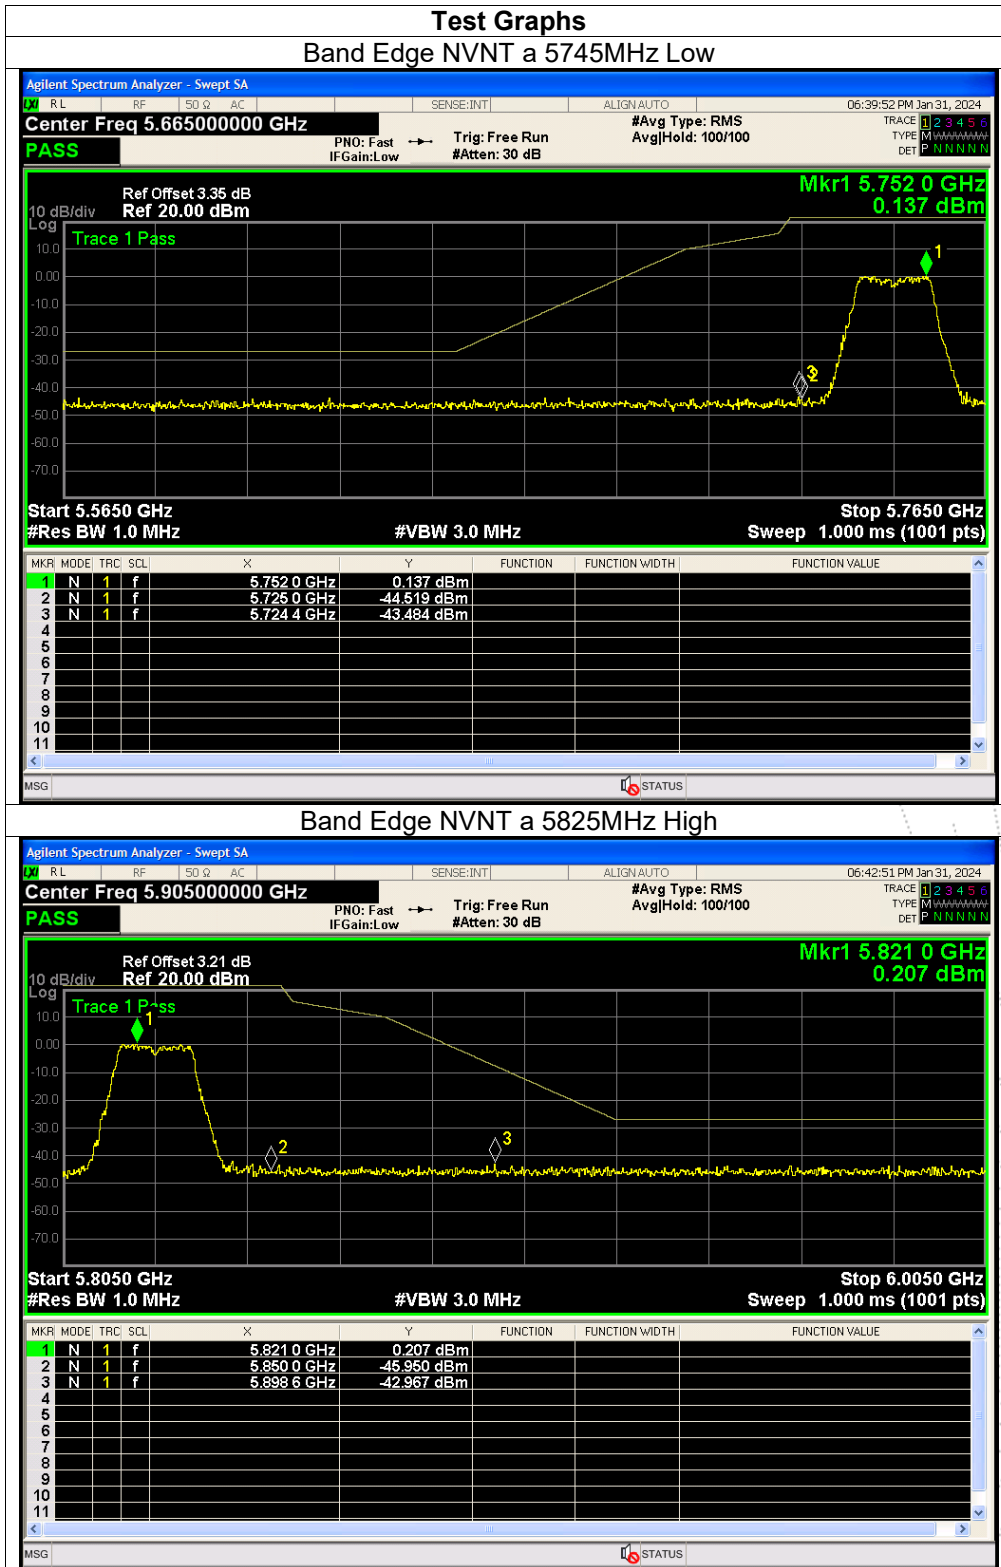 Test Graphs
Band Edge NVNT a 5745MHz Low
Agilent Spectrum Analyzer - Swept SA
LXI RL RF 50 Ω AC SENSE:INT ALIGNAUTO 06:39:52 PM Jan 31, 2024
Center Freq 5.665000000 GHz #Avg Type: RMS TRACE 1 2 3 4 5 6
PASS PNO: Fast Trig: Free Run Avg|Hold: 100/100 TYPE M WWWWW
IFGain:Low #Atten: 30 dB DET P N N N N N
Mkr1 5.752 0 GHz
Ref Offset 3.35 dB
10 dB/div Ref 20.00 dBm 0.137 dBm
Log
Trace 1 Pass
10.0
1
0.00
-10.0
-20.0
-30.0
3
2
-40.0
-50.0
-60.0
-70.0
Start 5.5650 GHz Stop 5.7650 GHz
#Res BW 1.0 MHz #VBW 3.0 MHz Sweep 1.000 ms (1001 pts)
MKR MODE TRC SCL X Y FUNCTION FUNCTION WIDTH FUNCTION VALUE
1 N 1 f 5.752 0 GHz 0.137 dBm
2 N 1 f 5.725 0 GHz -44.519 dBm
3 N 1 f 5.724 4 GHz -43.484 dBm
4
5
6
7
8
9
10
11
MSG STATUS
Band Edge NVNT a 5825MHz High
Agilent Spectrum Analyzer - Swept SA
LXI RL RF 50 Ω AC SENSE:INT ALIGNAUTO 06:42:51 PM Jan 31, 2024
Center Freq 5.905000000 GHz #Avg Type: RMS TRACE 1 2 3 4 5 6
PASS PNO: Fast Trig: Free Run Avg|Hold: 100/100 TYPE M WWWWW
IFGain:Low #Atten: 30 dB DET P N N N N N
Mkr1 5.821 0 GHz
Ref Offset 3.21 dB
10 dB/div Ref 20.00 dBm 0.207 dBm
Log
Trace 1 Pass
10.0
1
0.00
-10.0
-20.0
-30.0
2
3
-40.0
-50.0
-60.0
-70.0
Start 5.8050 GHz Stop 6.0050 GHz
#Res BW 1.0 MHz #VBW 3.0 MHz Sweep 1.000 ms (1001 pts)
MKR MODE TRC SCL X Y FUNCTION FUNCTION WIDTH FUNCTION VALUE
1 N 1 f 5.821 0 GHz 0.207 dBm
2 N 1 f 5.850 0 GHz -45.950 dBm
3 N 1 f 5.898 6 GHz -42.967 dBm
4
5
6
7
8
9
10
11
MSG STATUS